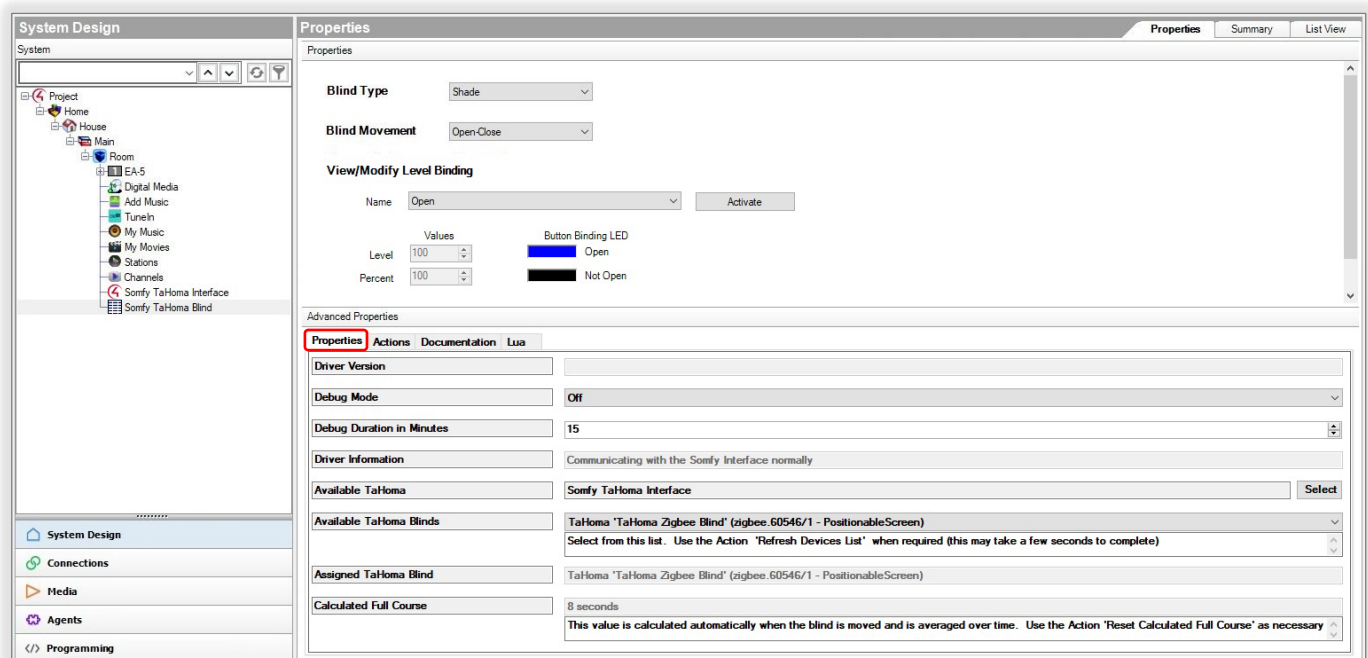 System Design
System
Project
Home
House
Main
Room
EA-5
Digital Media
Add Music
TuneIn
My Music
My Movies
Stations
Channels
Somfy TaHoma Interface
Somfy TaHoma Blind
System Design
Connections
Media
Agents
Programming
Properties
Properties Summary List View
Properties
Blind Type Shade
Blind Movement Open-Close
View/Modify Level Binding
Name Open Activate
Values Button Binding LED
Level 100 Open
Percent 100 Not Open
Advanced Properties
Properties Actions Documentation Lua
Driver Version
Debug Mode Off
Debug Duration in Minutes 15
Driver Information Communicating with the Somfy Interface normally
Available TaHoma Somfy TaHoma Interface Select
Available TaHoma Blinds TaHoma 'TaHoma Zigbee Blind' (zigbee.60546/1 - PositionableScreen)
Select from this list. Use the Action 'Refresh Devices List' when required (this may take a few seconds to complete)
Assigned TaHoma Blind TaHoma 'TaHoma Zigbee Blind' (zigbee.60546/1 - PositionableScreen)
Calculated Full Course 8 seconds
This value is calculated automatically when the blind is moved and is averaged over time. Use the Action 'Reset Calculated Full Course' as necessary